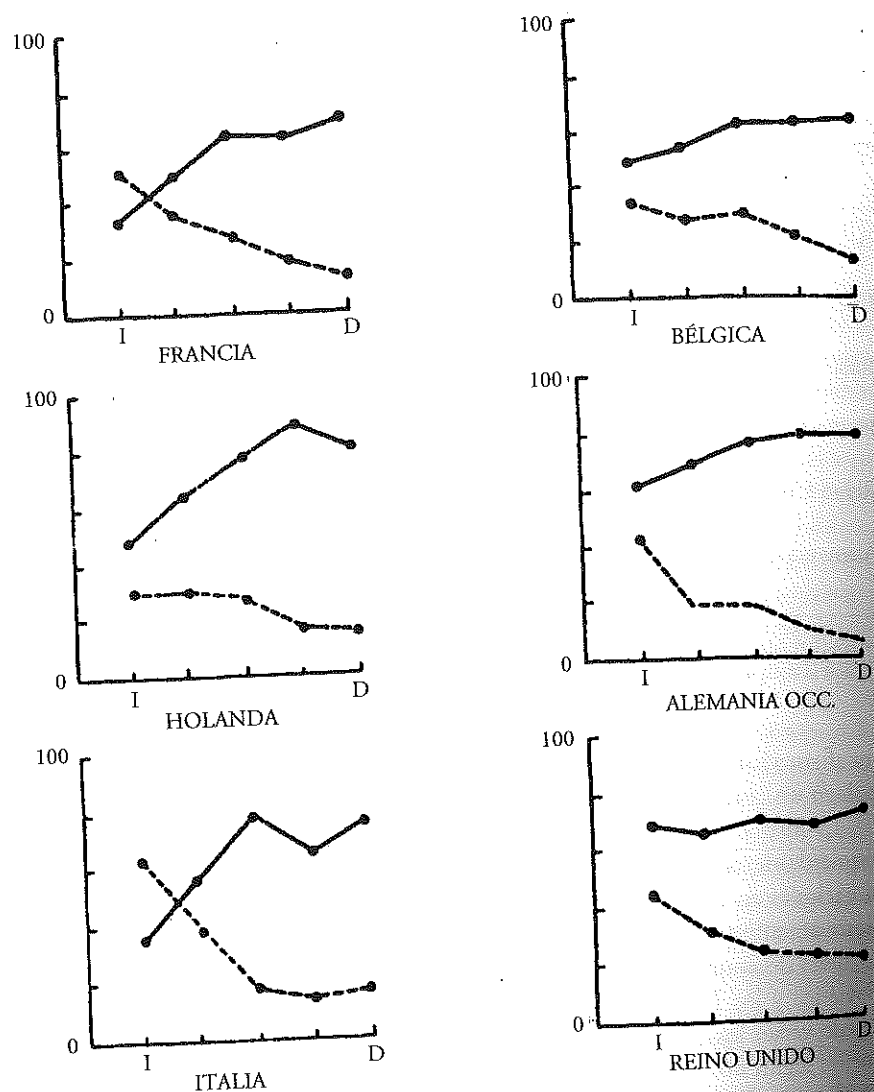 100
0
I D
FRANCIA
100
0
I D
BÉLGICA
100
0
I D
HOLANDA
100
0
I D
ALEMANIA OCC.
100
0
I D
ITALIA
100
0
I D
REINO UNIDO